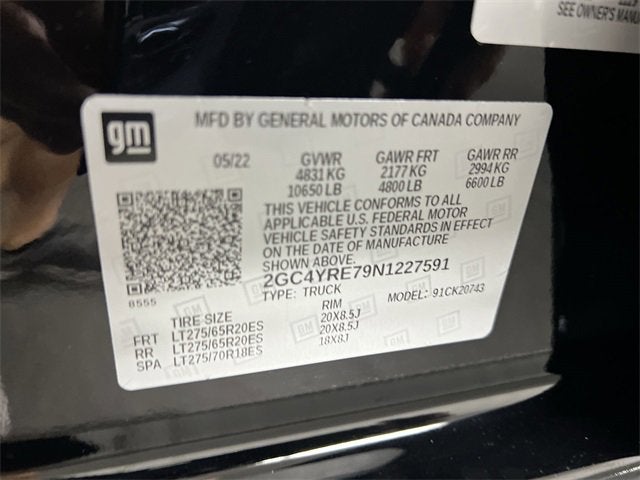 SEE OWNER'S
gm
MFD BY GENERAL MOTORS OF CANADA COMPANY
05/22 GVWR GAWR FRT GAWR RR
4831 KG 2177 KG 2994 KG
10650 LB 4800 LB 6600 LB
THIS VEHICLE CONFORMS TO ALL
APPLICABLE U.S. FEDERAL MOTOR
VEHICLE SAFETY STANDARDS IN EFFECT
ON THE DATE OF MANUFACTURE
SHOWN ABOVE.
2GC4YRE79N1227591
8555 TYPE: TRUCK MODEL: 91CK20743
TIRE SIZE RIM
FRT LT275/65R20ES 20X8.5J
RR LT275/65R20ES 20X8.5J
SPA LT275/70R18ES 18X8J